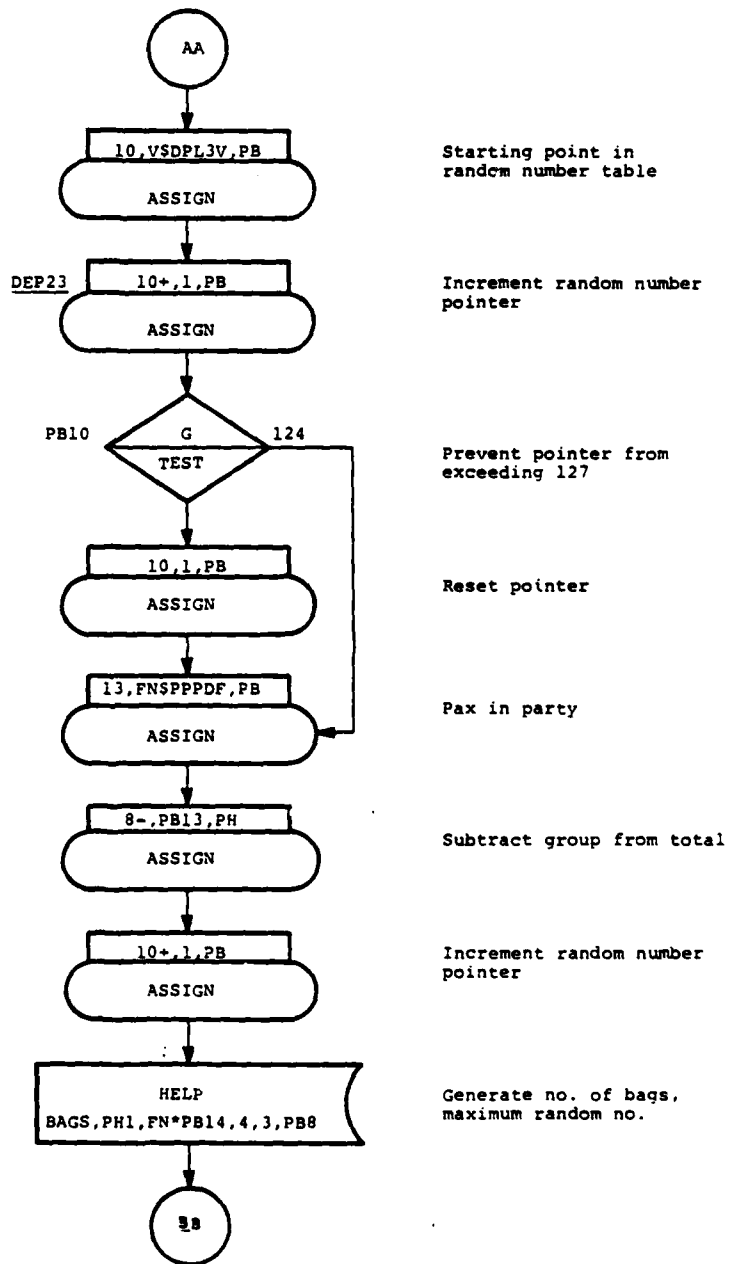 AA
10,V$DPL3V,PB
ASSIGN
Starting point in
random number table
DEP23
10+,1,PB
ASSIGN
Increment random number
pointer
PB10
G
124
TEST
Prevent pointer from
exceeding 127
10,1,PB
ASSIGN
Reset pointer
13,FN$PPPDF,PB
ASSIGN
Pax in party
8-,PB13,PH
ASSIGN
Subtract group from total
10+,1,PB
ASSIGN
Increment random number
pointer
HELP
BAGS,PH1,FN*PB14,4,3,PB8
Generate no. of bags,
maximum random no.
BB